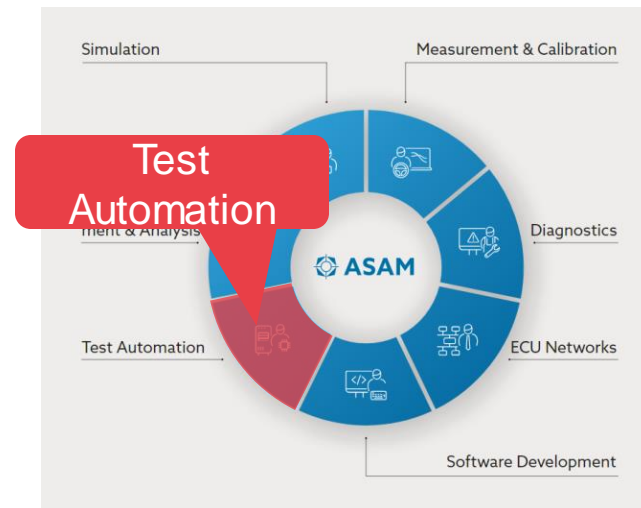 Simulation
Measurement & Calibration
Test
Automation
ment & Analysis
Diagnostics
ASAM
Test Automation
ECU Networks
</>
Software Development